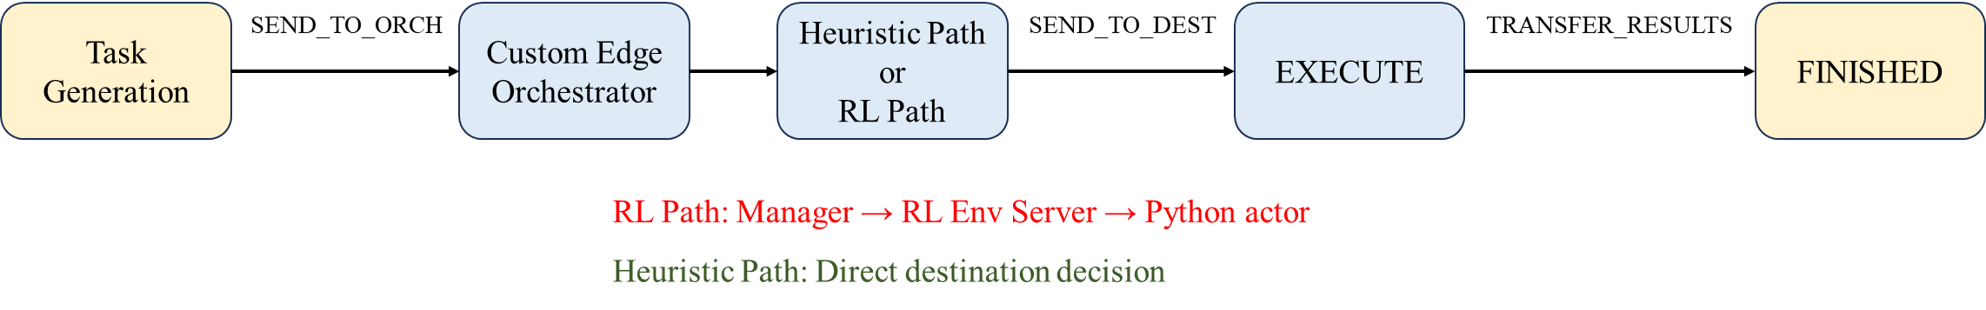 Task
Generation
SEND_TO_ORCH
Custom Edge
Orchestrator
Heuristic Path
or
RL Path
SEND_TO_DEST
EXECUTE
TRANSFER_RESULTS
FINISHED
RL Path: Manager → RL Env Server → Python actor
Heuristic Path: Direct destination decision